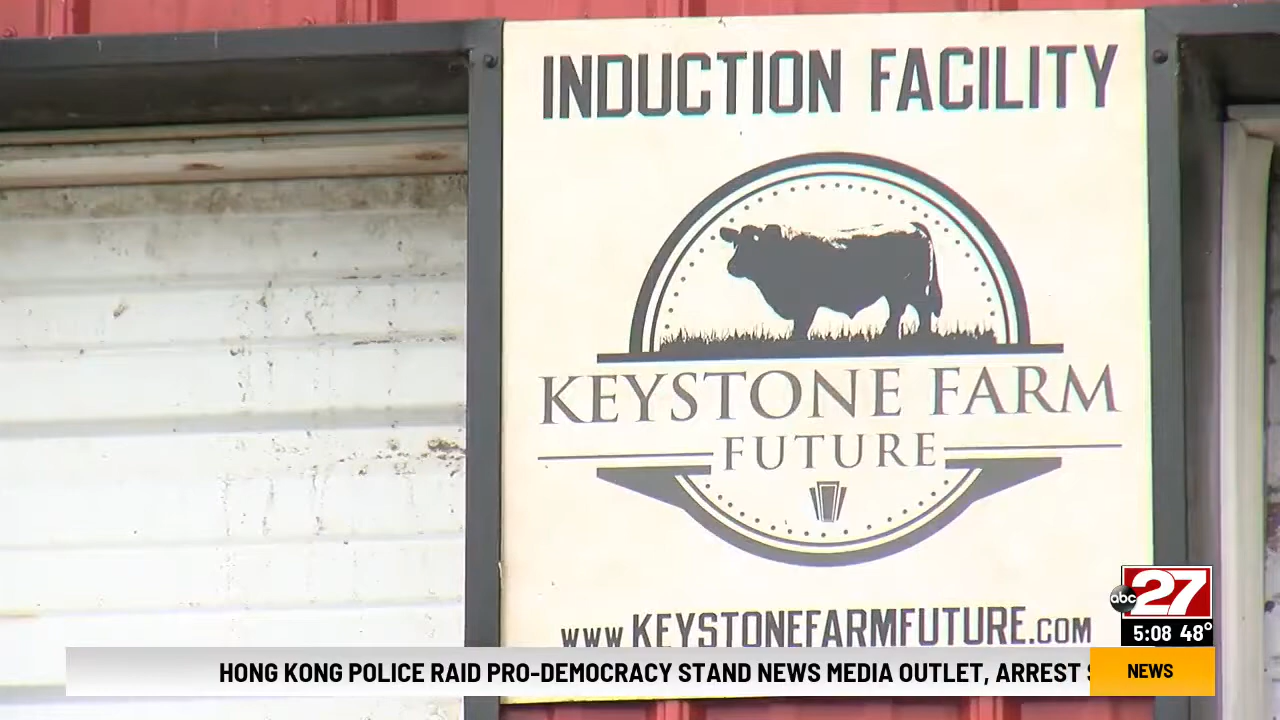 INDUCTION FACILITY
KEYSTONE FARM
FUTURE
www.KEYSTONEFARMFUTURE.COM
abc 27
5:08 48°
HONG KONG POLICE RAID PRO-DEMOCRACY STAND NEWS MEDIA OUTLET, ARREST
NEWS